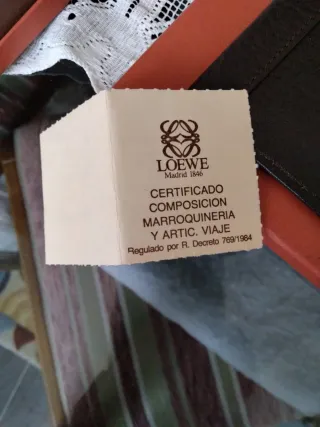 LOEWE
Madrid 1846
CERTIFICADO
COMPOSICION
MARROQUINERIA
Y ARTIC. VIAJE
Regulado por R. Decreto 769/1984